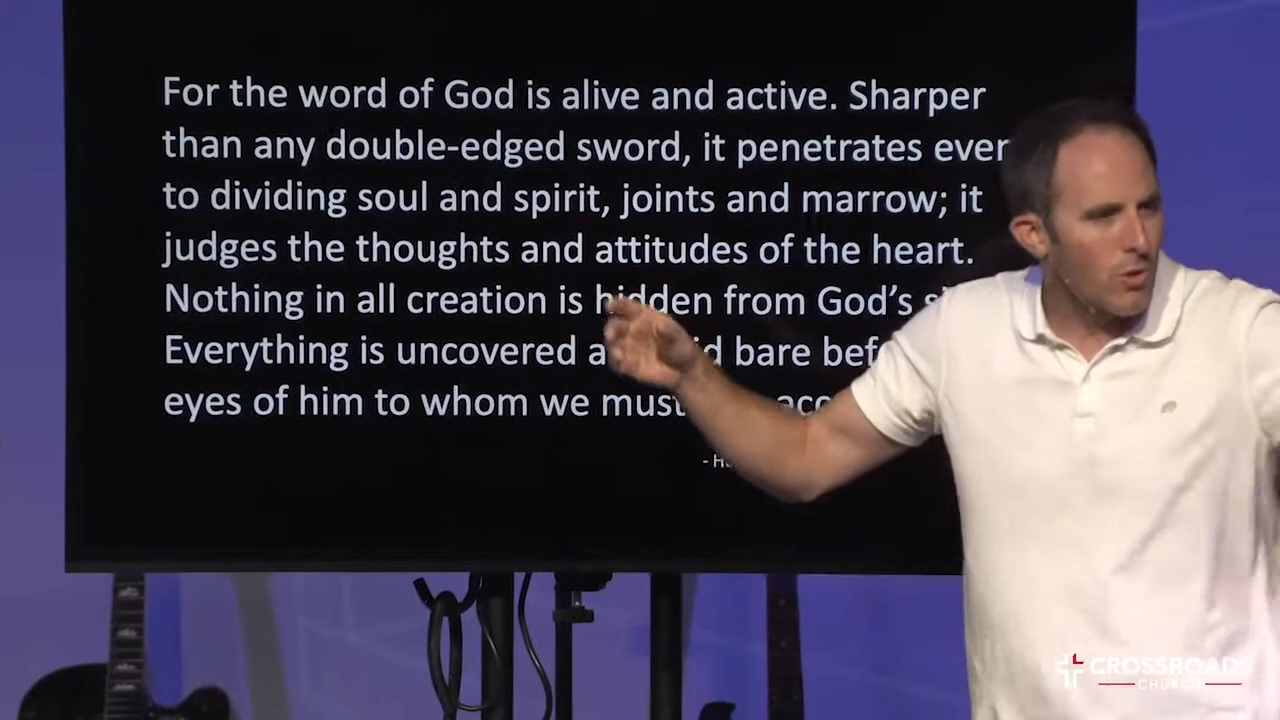 For the word of God is alive and active. Sharper
than any double-edged sword, it penetrates even
to dividing soul and spirit, joints and marrow; it
judges the thoughts and attitudes of the heart.
Nothing in all creation is hidden from God's
Everything is uncovered bare
eyes of him to whom we must
CROSSROADS
CHURCH